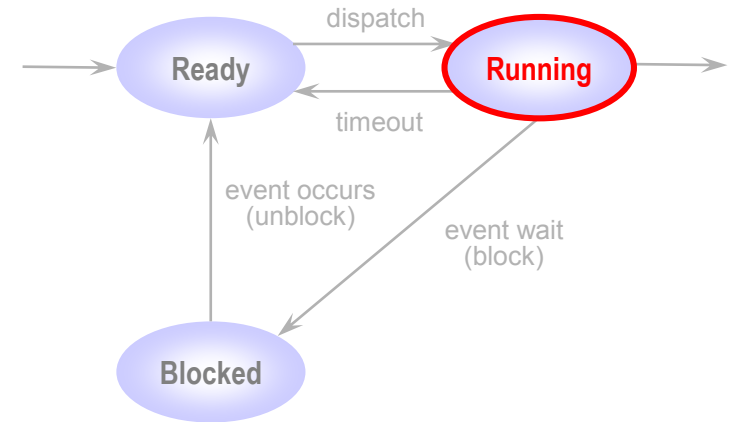 dispatch
Ready
Running
timeout
event occurs
(unblock)
event wait
(block)
Blocked